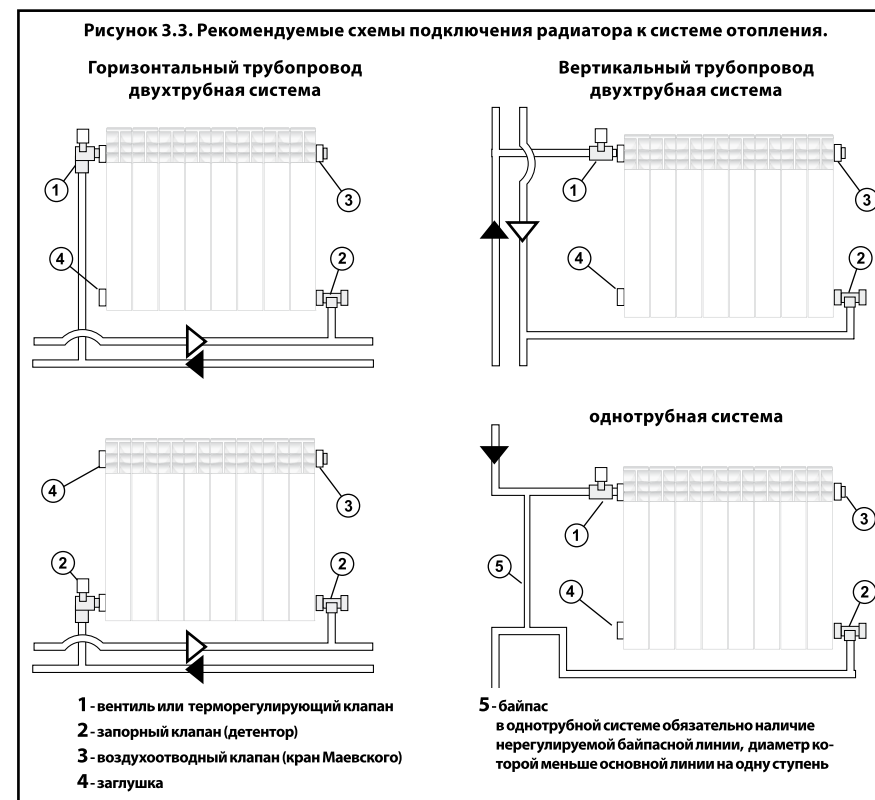 Рисунок 3.3. Рекомендуемые схемы подключения радиатора к системе отопления.
Горизонтальный трубопровод
двухтрубная система
1
3
4
2
Вертикальный трубопровод
двухтрубная система
1
3
4
2
4
3
2
2
однотрубная система
1
3
5
4
2
1 - вентиль или терморегулирующий клапан
2 - запорный клапан (детентор)
3 - воздухоотводный клапан (кран Маевского)
4 - заглушка
5 - байпас
в однотрубной системе обязательно наличие
нерегулируемой байпасной линии, диаметр ко-
торой меньше основной линии на одну ступень